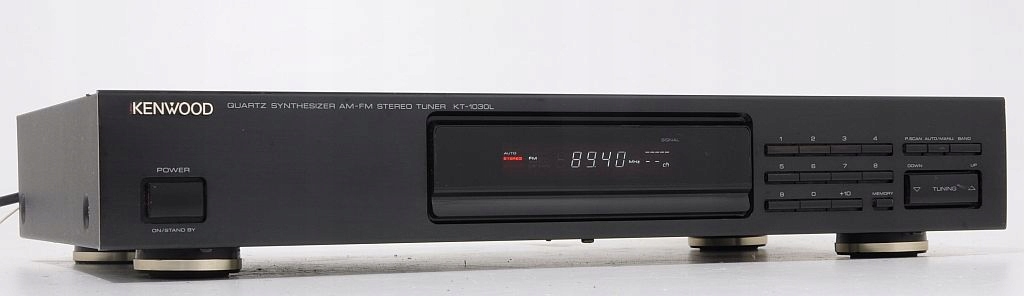 KENWOOD QUARTZ SYNTHESIZER AM-FM STEREO TUNER KT-1030L
SIGNAL
AUTO
STEREO FM 89.40 MHz -- ch
POWER
ON/STAND BY
1 2 3 4
5 6 7 8
9 0 +10 MEMORY
P.SCAN AUTO/MANU BAND
DOWN UP
TUNING